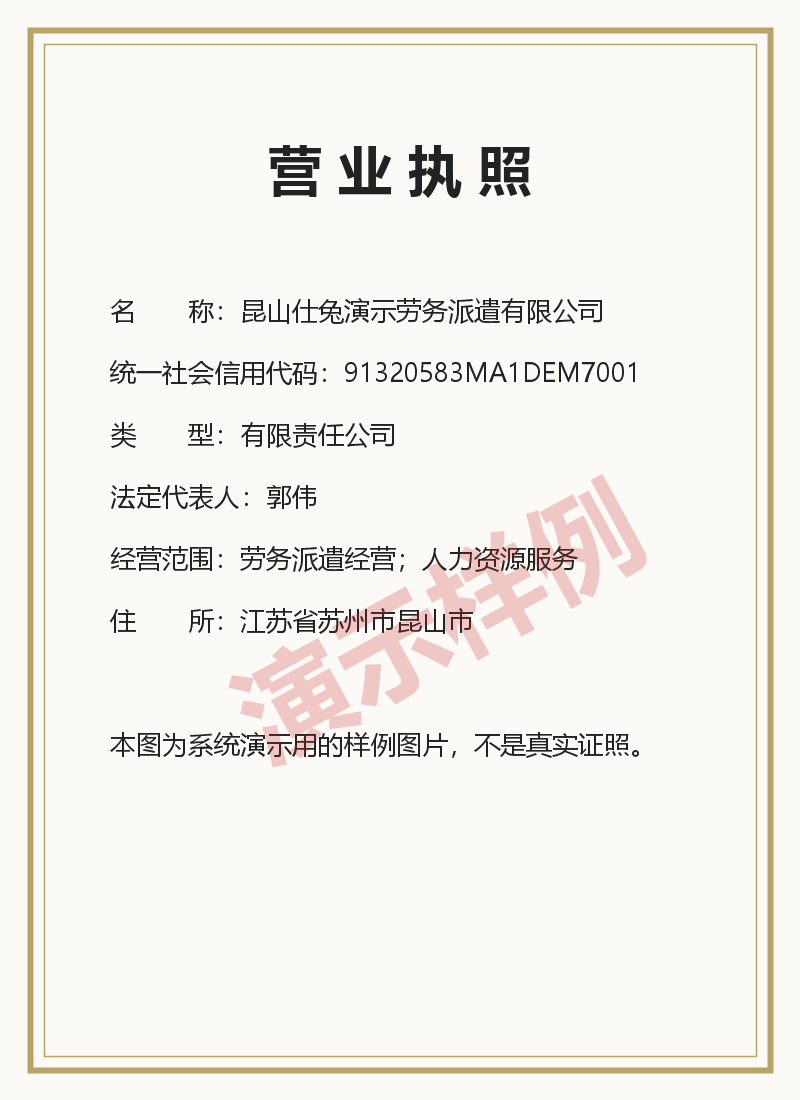 营业执照
名　　称：昆山仕兔演示劳务派遣有限公司
统一社会信用代码：91320583MA1DEM7001
类　　型：有限责任公司
法定代表人：郭伟
经营范围：劳务派遣经营；人力资源服务
住　　所：江苏省苏州市昆山市
演示样例
本图为系统演示用的样例图片，不是真实证照。